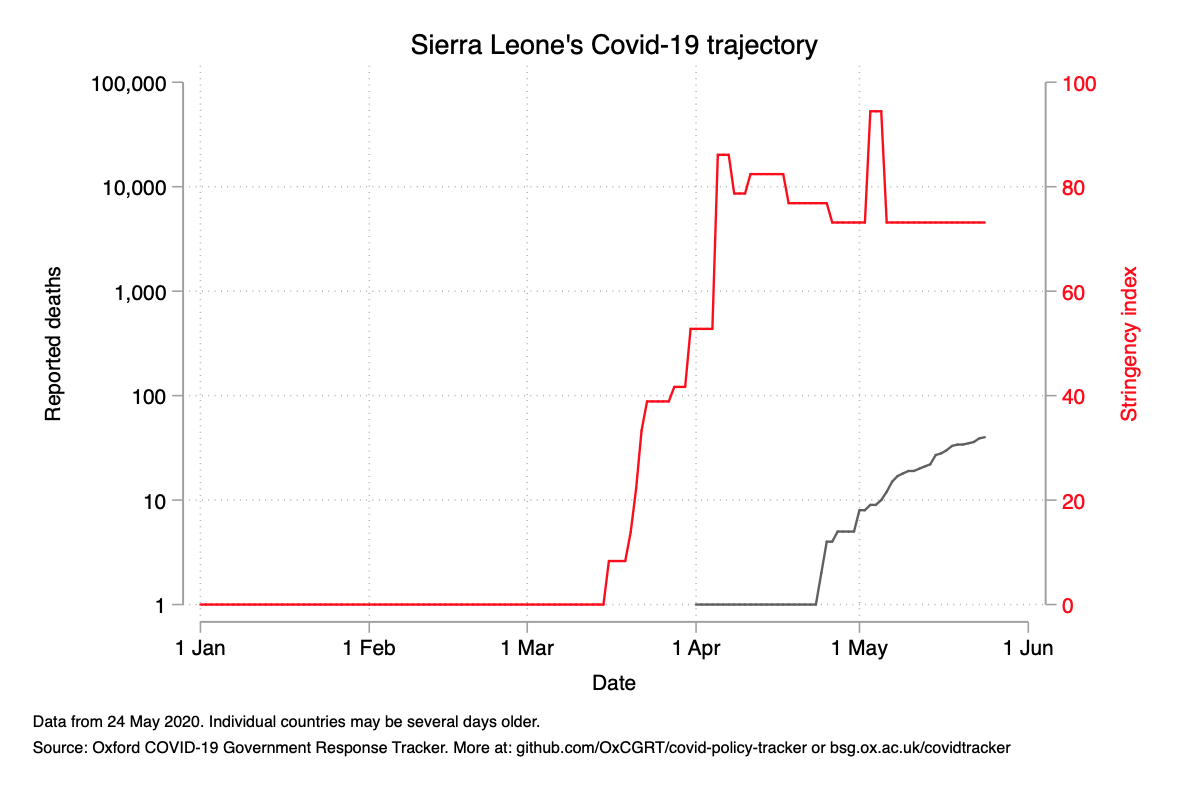 Sierra Leone's Covid-19 trajectory
100,000
10,000
1,000
100
10
1
Reported deaths
100
80
60
40
20
0
Stringency index
1 Jan
1 Feb
1 Mar
1 Apr
1 May
1 Jun
Date
Data from 24 May 2020. Individual countries may be several days older.
Source: Oxford COVID-19 Government Response Tracker. More at: github.com/OxCGRT/covid-policy-tracker or bsg.ox.ac.uk/covidtracker